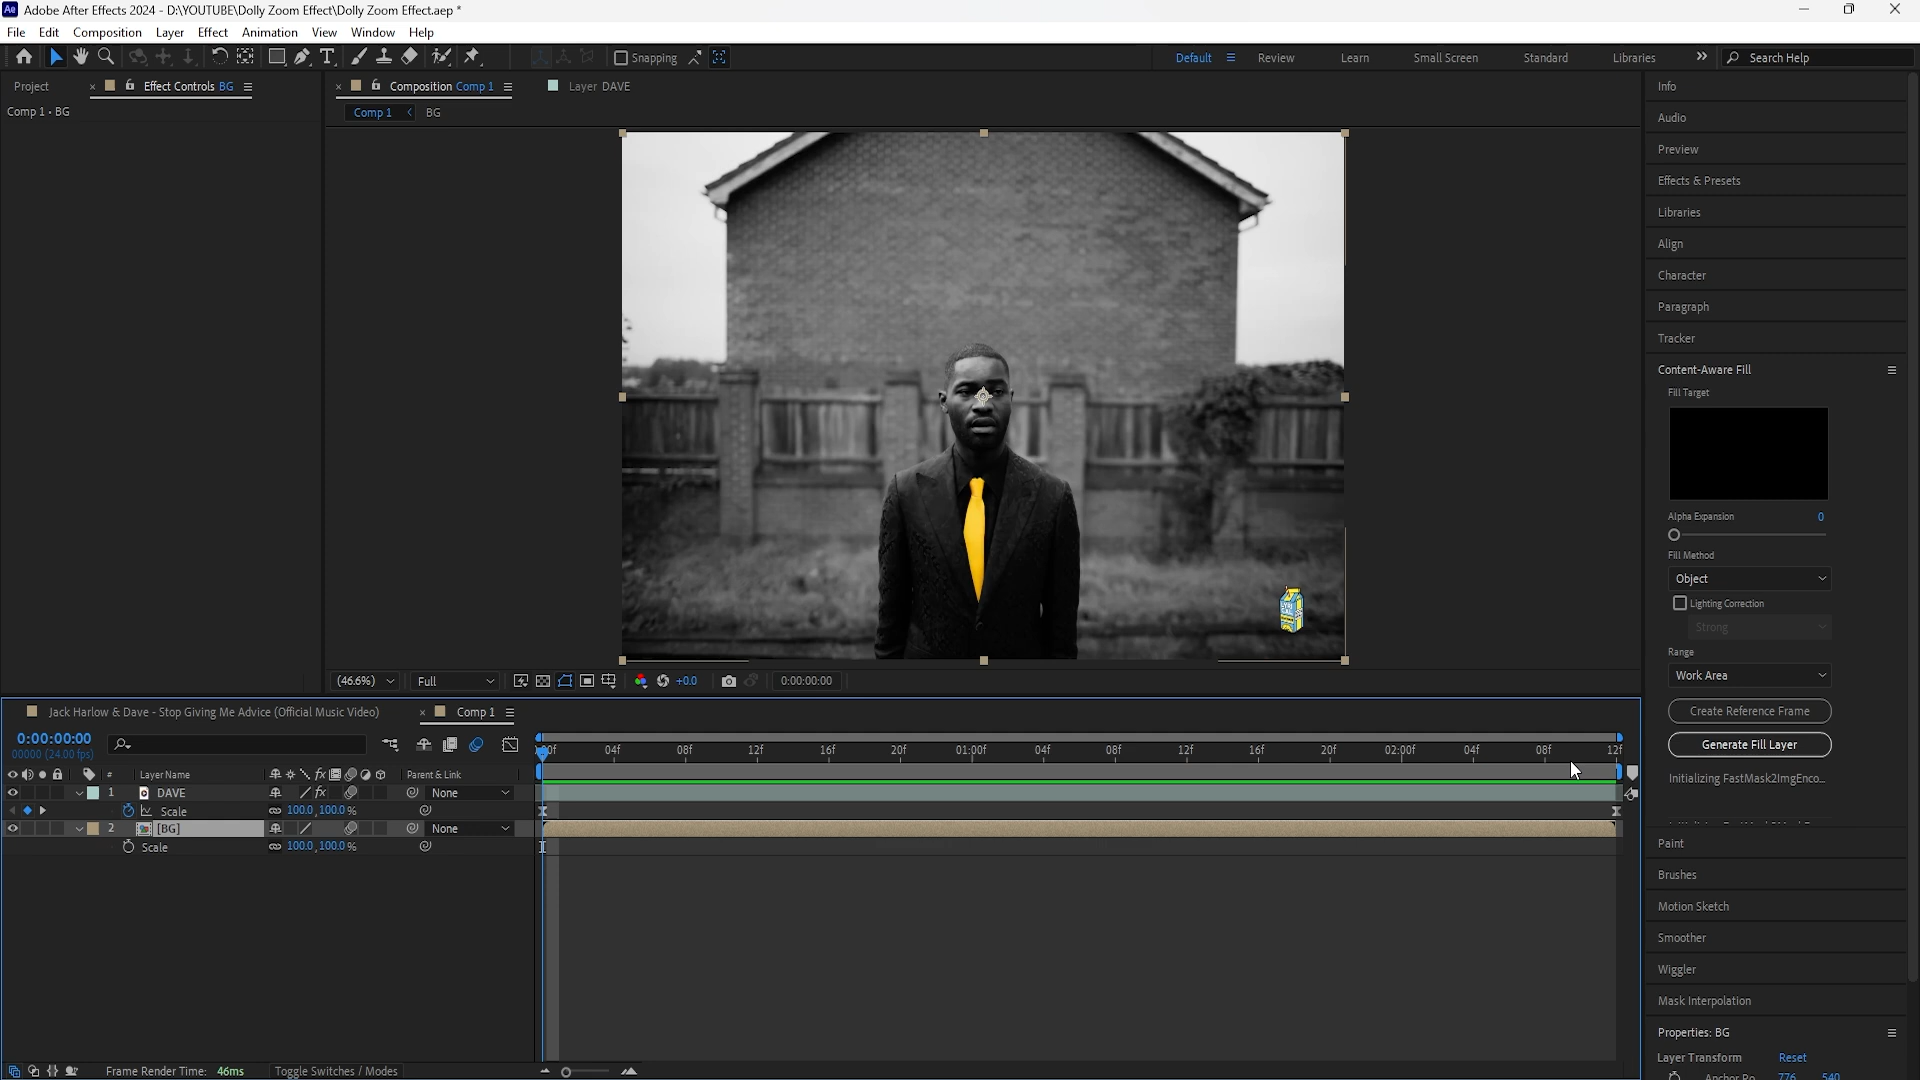 Ae Adobe After Effects 2024 - D:\YOUTUBE\Dolly Zoom Effect\Dolly Zoom Effect.aep *
File Edit Composition Layer Effect Animation View Window Help
Snapping
Default Review Learn Small Screen Standard Libraries Search Help
Project × Effect Controls BG
× Composition Comp 1 Layer DAVE
Comp 1 • BG
Comp 1 BG
Info
Audio
Preview
Effects & Presets
Libraries
Align
Character
Paragraph
Tracker
Content-Aware Fill
Fill Target
Alpha Expansion 0
Fill Method
Object
Lighting Correction
Strong
Range
Work Area
Create Reference Frame
Generate Fill Layer
Initializing FastMask2ImgEnco...
Paint
Brushes
Motion Sketch
Smoother
Wiggler
Mask Interpolation
Properties: BG
Layer Transform Reset
Anchor Po 776 540
(46.6%) Full +0.0 0:00:00:00
Jack Harlow & Dave - Stop Giving Me Advice (Official Music Video) × Comp 1
0:00:00:00
00000 (24.00 fps)
:00f 04f 08f 12f 16f 20f 01:00f 04f 08f 12f 16f 20f 02:00f 04f 08f 12f
# Layer Name fx Parent & Link
1 DAVE fx None
Scale 100.0, 100.0 %
2 [BG] None
Scale 100.0, 100.0 %
Frame Render Time: 46ms Toggle Switches / Modes